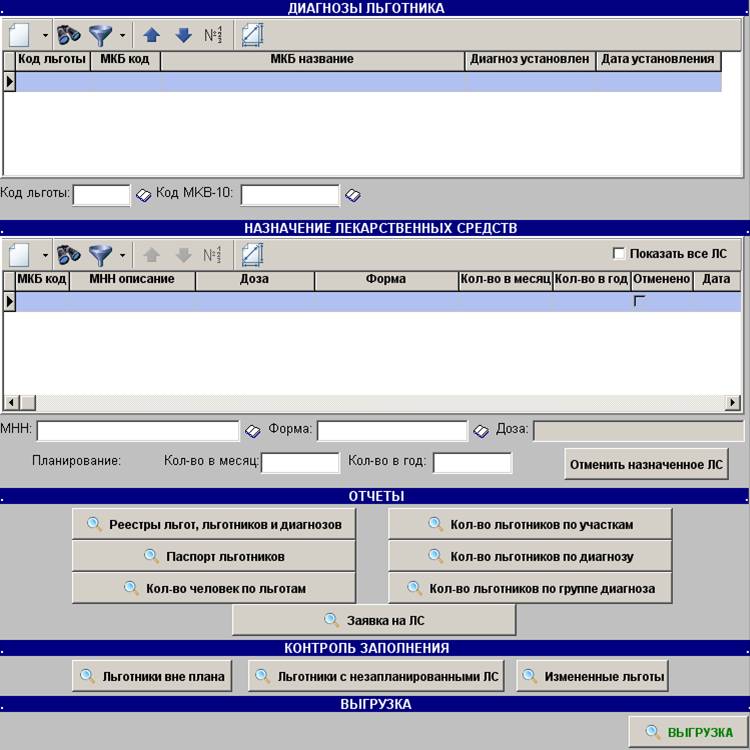 ДИАГНОЗЫ ЛЬГОТНИКА
Код льготы МКБ код МКБ название Диагноз установлен Дата установления
Код льготы: Код МКВ-10:
НАЗНАЧЕНИЕ ЛЕКАРСТВЕННЫХ СРЕДСТВ
Показать все ЛС
МКБ код МНН описание Доза Форма Кол-во в месяц Кол-во в год Отменено Дата
МНН: Форма: Доза:
Планирование: Кол-во в месяц: Кол-во в год: Отменить назначенное ЛС
ОТЧЕТЫ
Реестры льгот, льготников и диагнозов Кол-во льготников по участкам
Паспорт льготников Кол-во льготников по диагнозу
Кол-во человек по льготам Кол-во льготников по группе диагноза
Заявка на ЛС
КОНТРОЛЬ ЗАПОЛНЕНИЯ
Льготники вне плана Льготники с незапланированными ЛС Измененные льготы
ВЫГРУЗКА
ВЫГРУЗКА